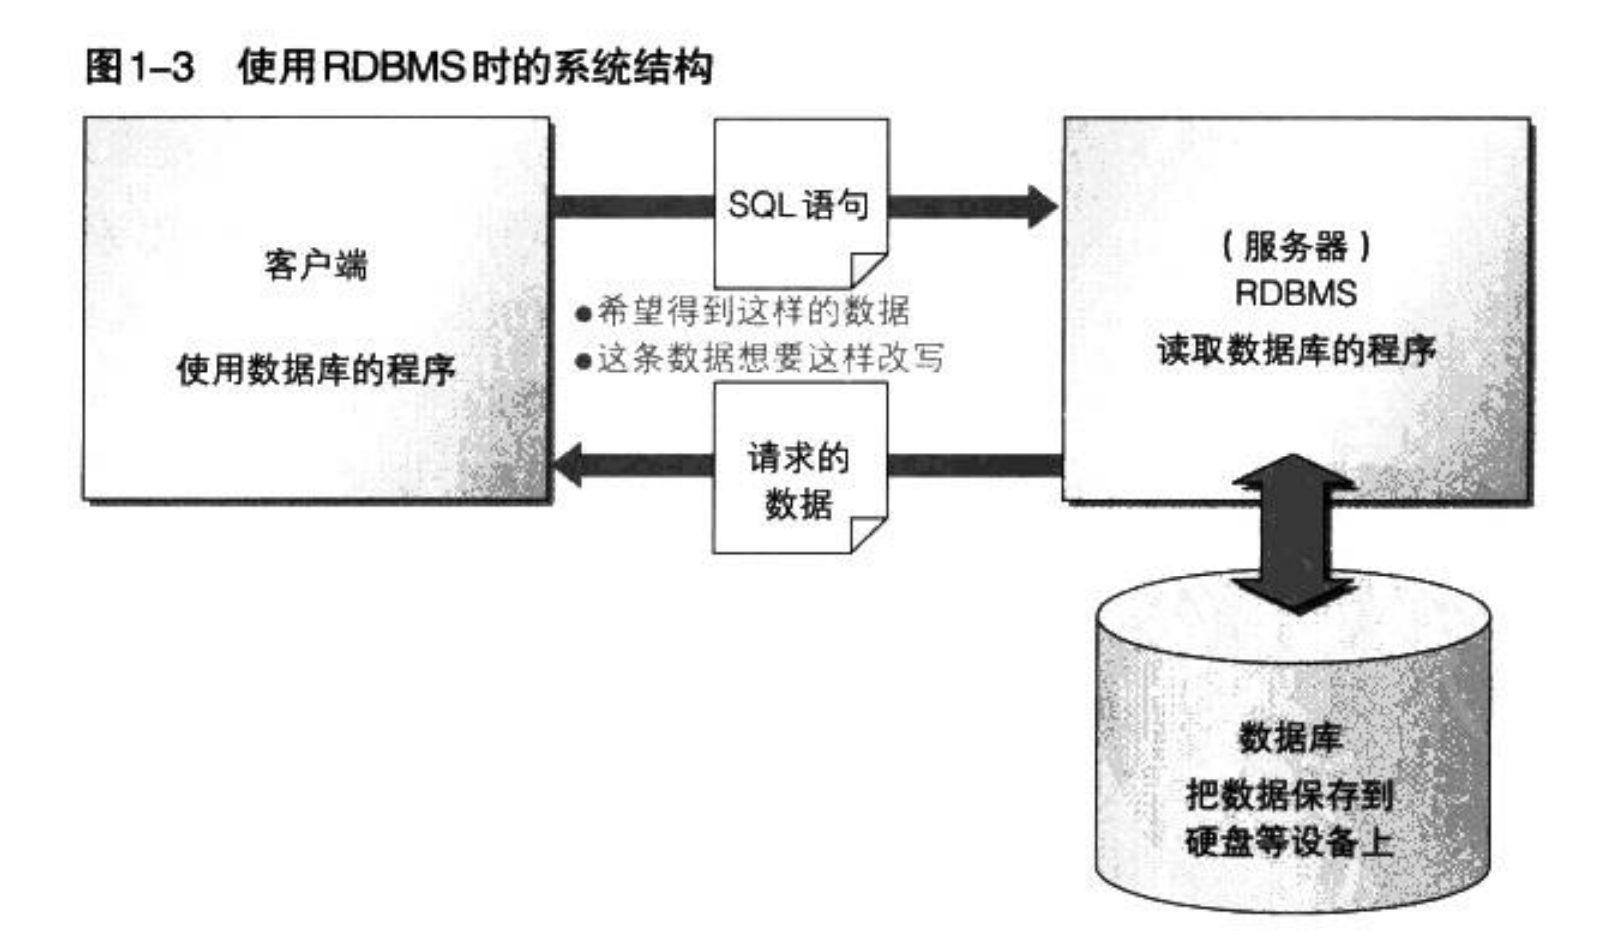 图1-3 使用RDBMS时的系统结构
客户端
使用数据库的程序
SQL语句
●希望得到这样的数据
●这条数据想要这样改写
请求的
数据
（服务器）
RDBMS
读取数据库的程序
数据库
把数据保存到
硬盘等设备上